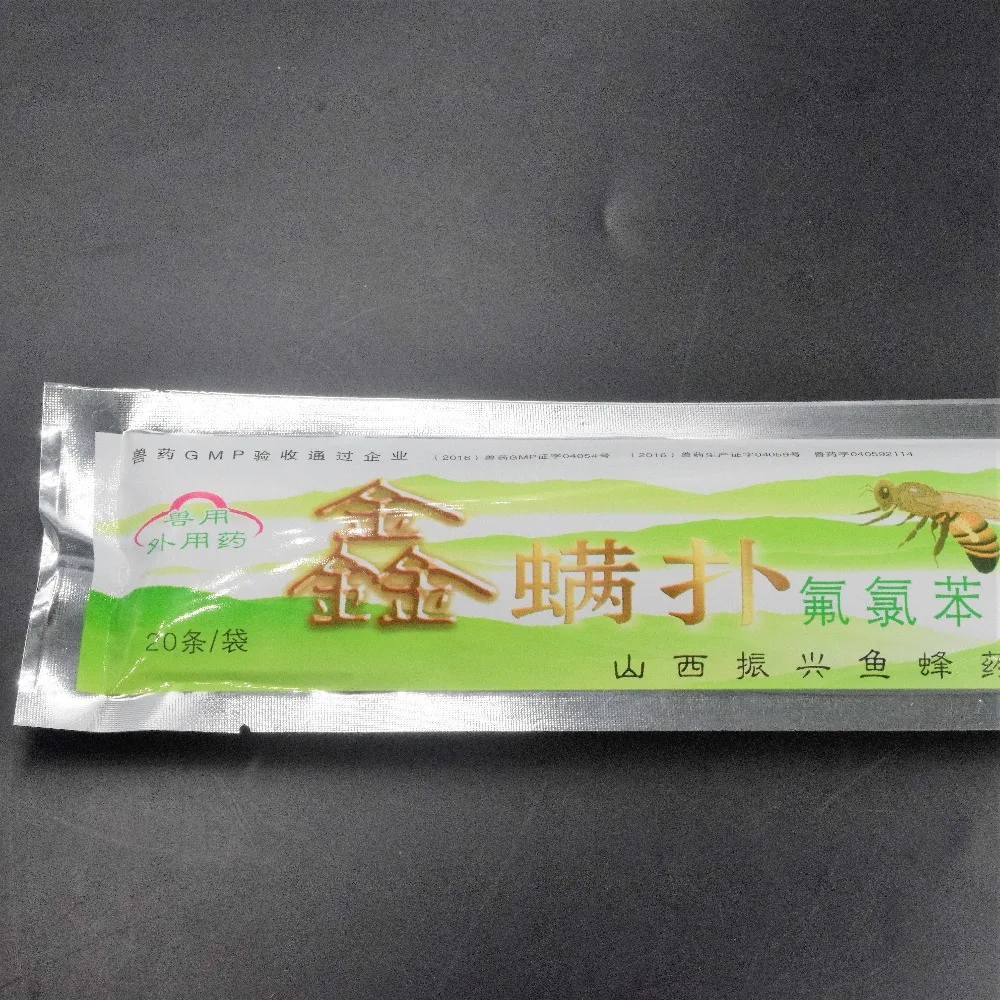 兽药GMP验收通过企业 (2016)兽药GMP证字04054号 (2016)兽药生产证字04059号 兽药字040592114
兽用
外用药
鑫 螨扑 氟氯苯
20条/袋
山西振兴鱼蜂药